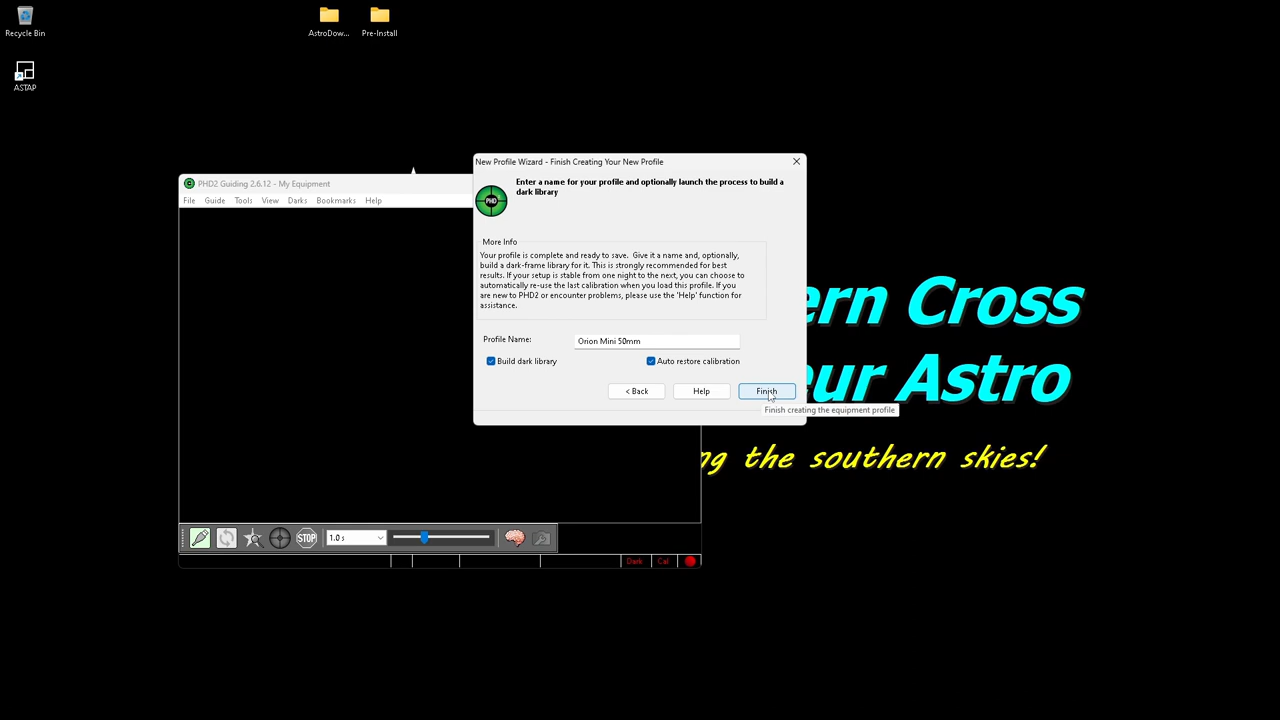 Recycle Bin
AstroDow...
Pre-Install
ASTAP
New Profile Wizard - Finish Creating Your New Profile
Enter a name for your profile and optionally launch the process to build a
dark library
PHD
More Info
Your profile is complete and ready to save. Give it a name and, optionally,
build a dark-frame library for it. This is strongly recommended for best
results. If your setup is stable from one night to the next, you can choose to
automatically re-use the last calibration when you load this profile. If you
are new to PHD2 or encounter problems, please use the 'Help' function for
assistance.
Profile Name:
Orion Mini 50mm
Build dark library
Auto restore calibration
< Back
Help
Finish
Finish creating the equipment profile
PHD2 Guiding 2.6.12 - My Equipment
File Guide Tools View Darks Bookmarks Help
STOP
1.0 s
Dark
Cal
ern Cross
eur Astro
ng the southern skies!